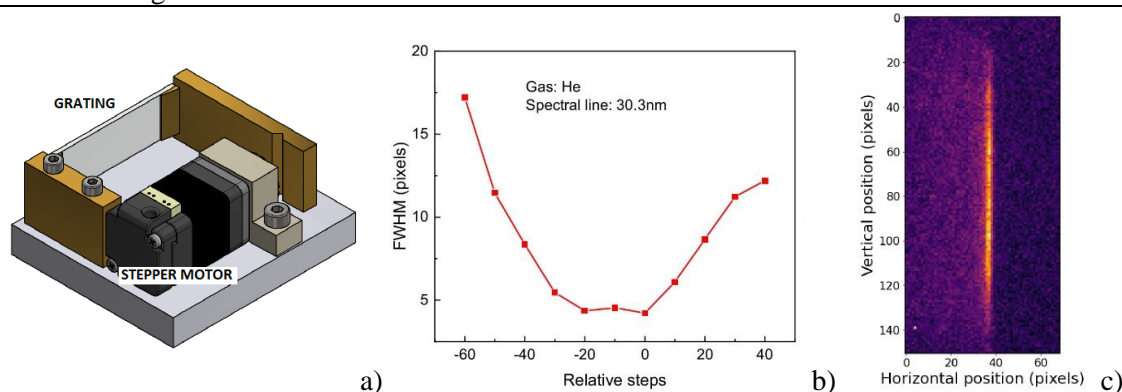 GRATING
STEPPER MOTOR
a)
20
15
10
5
FWHM (pixels)
Gas: He
Spectral line: 30.3nm
-60
-40
-20
0
20
40
Relative steps
b)
0
20
40
60
80
100
120
140
Vertical position (pixels)
0
20
40
60
Horizontal position (pixels)
c)